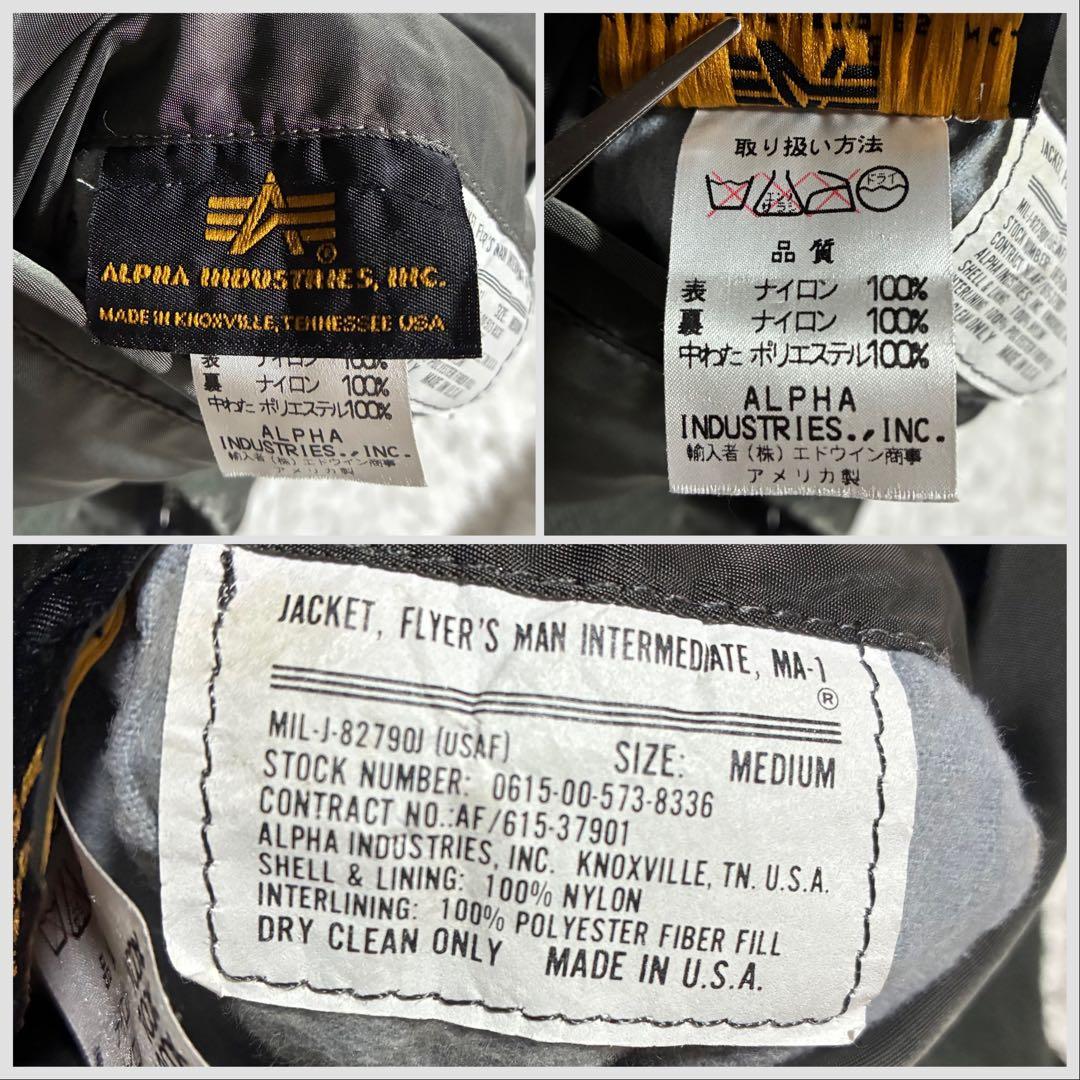 ALPHA INDUSTRIES, INC.
MADE IN KNOXVILLE, TENNESSEE USA
表 ナイロン 100%
裏 ナイロン 100%
中わた ポリエステル100%
ALPHA
INDUSTRIES., INC.
輸入者(株)エドウイン商事
アメリカ製
取り扱い方法
エンソ
サラシ
ドライ
品質
表 ナイロン 100%
裏 ナイロン 100%
中わた ポリエステル100%
ALPHA
INDUSTRIES., INC.
輸入者(株)エドウイン商事
アメリカ製
JACKET, FLYER'S MAN INTERMEDIATE, MA-1
®
MIL-J-82790J (USAF) SIZE: MEDIUM
STOCK NUMBER: 0615-00-573-8336
CONTRACT NO.:AF/615-37901
ALPHA INDUSTRIES, INC. KNOXVILLE, TN. U.S.A.
SHELL & LINING: 100% NYLON
INTERLINING: 100% POLYESTER FIBER FILL
DRY CLEAN ONLY MADE IN U.S.A.